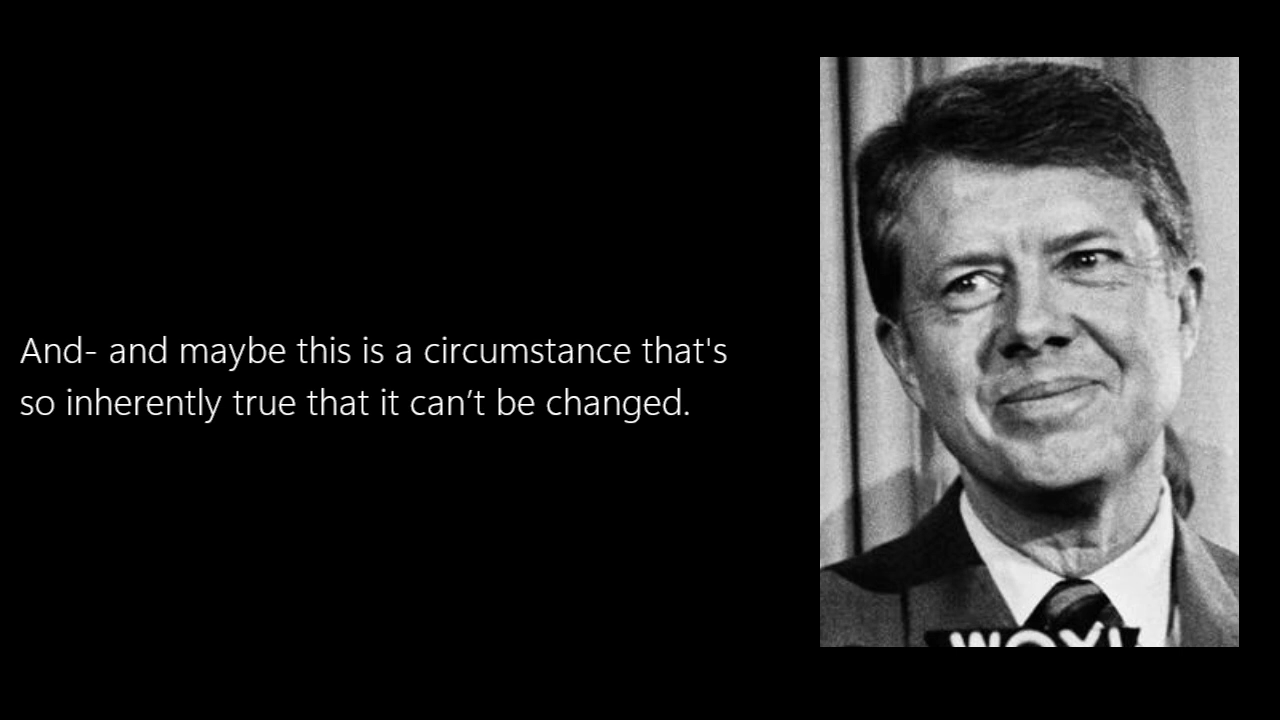 And- and maybe this is a circumstance that's
so inherently true that it can’t be changed.